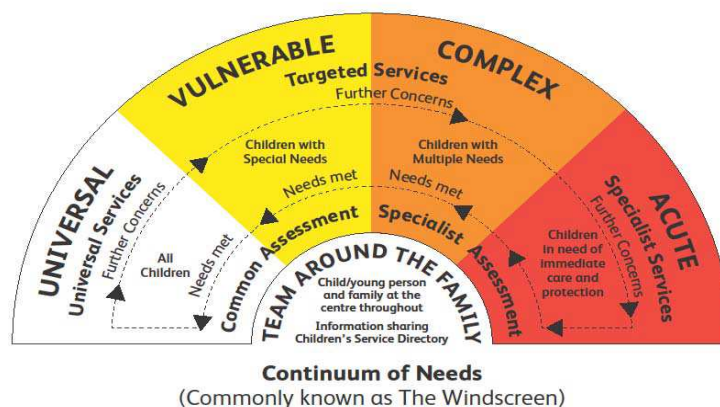 UNIVERSAL
Universal Services
Further Concerns
All
Children
Needs met
VULNERABLE
Targeted Services
Further Concerns
Children with
Special Needs
Needs met
Common Assessment
COMPLEX
Children with
Multiple Needs
Needs met
Specialist Assessment
ACUTE
Specialist Services
Further Concerns
Children
in need of
immediate
care and
protection
TEAM AROUND THE FAMILY
Child/young person
and family at the
centre throughout
Information sharing
Children's Service Directory
Continuum of Needs
(Commonly known as The Windscreen)